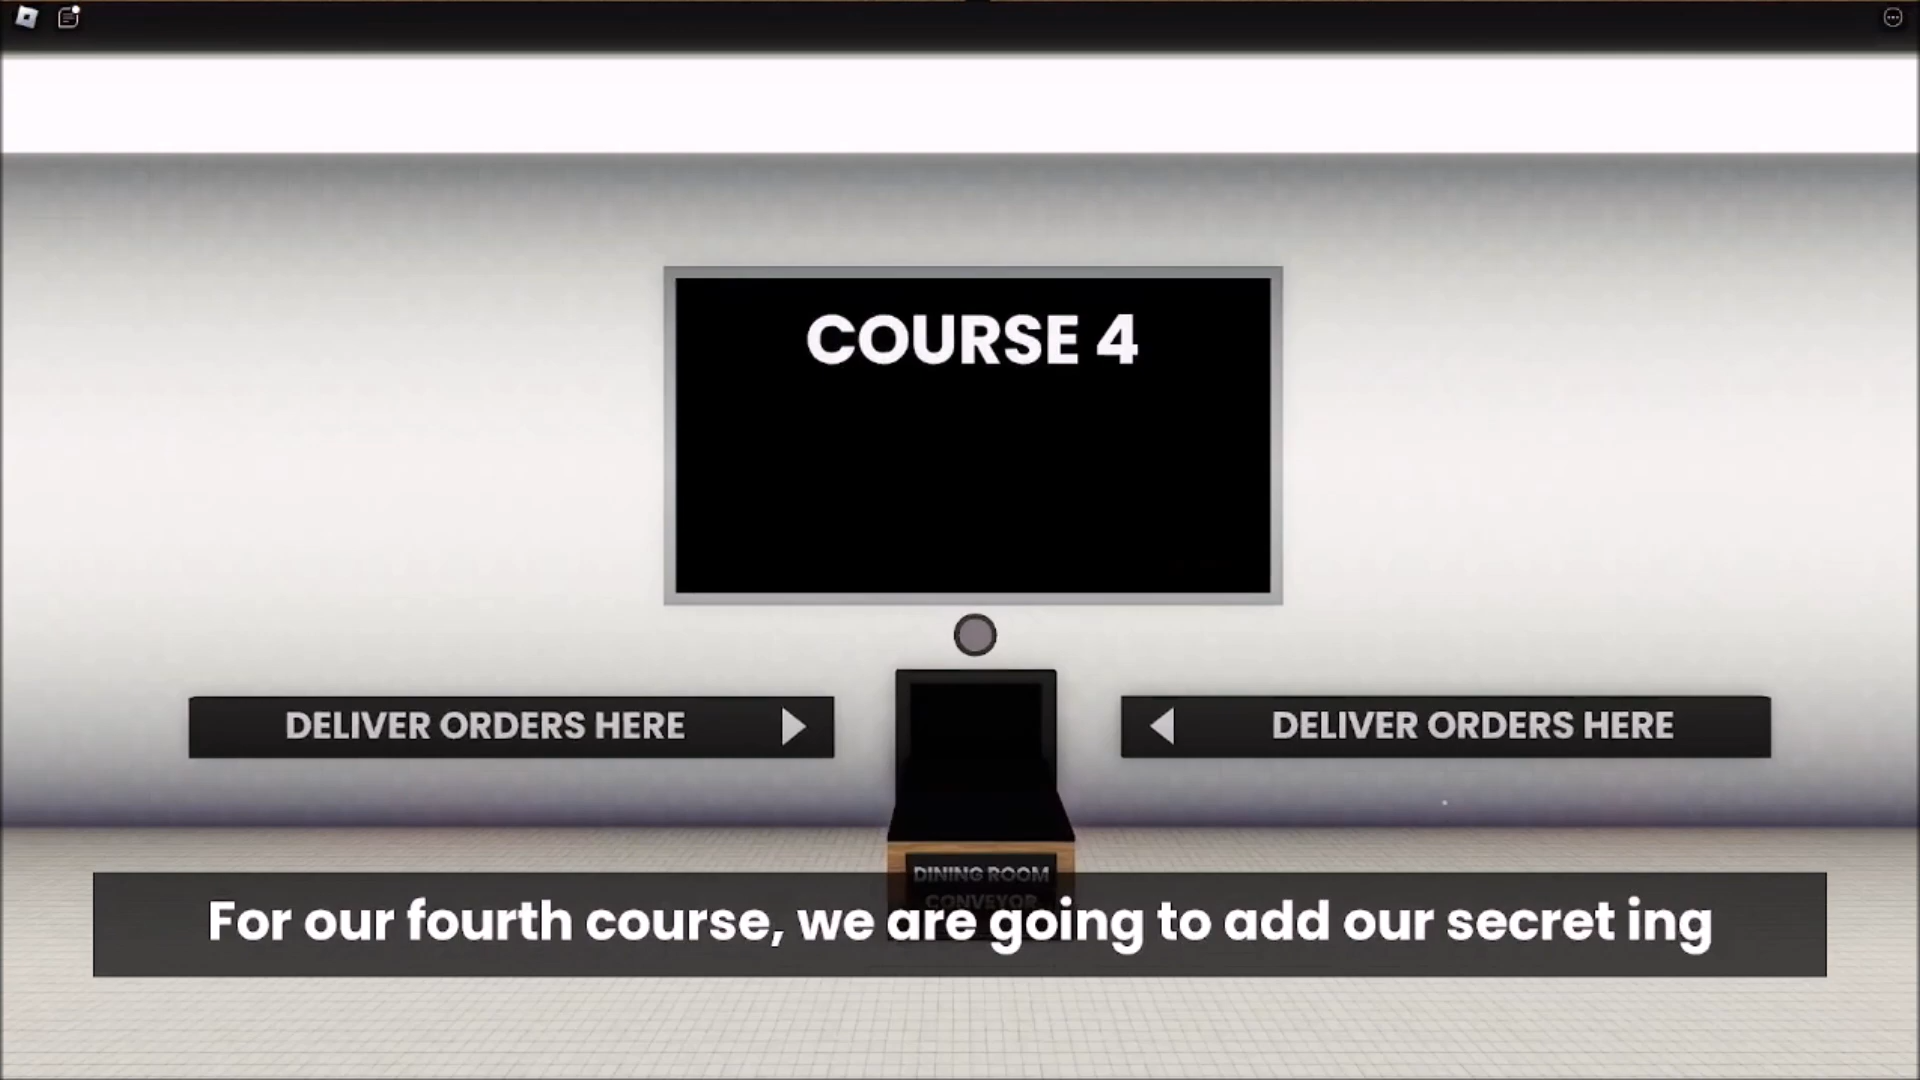 COURSE 4
DELIVER ORDERS HERE
DELIVER ORDERS HERE
DINING ROOM
CONVEYOR
For our fourth course, we are going to add our secret ing